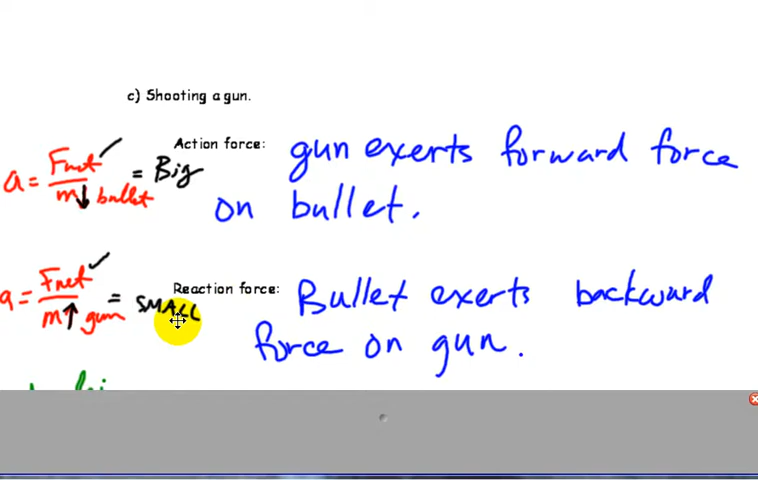 c) Shooting a gun.
Action force: gun exerts forward force
on bullet.
a = Fnet / m↓ bullet = Big
Reaction force: Bullet exerts backward
force on gun.
a = Fnet / m↑ gun = SMALL